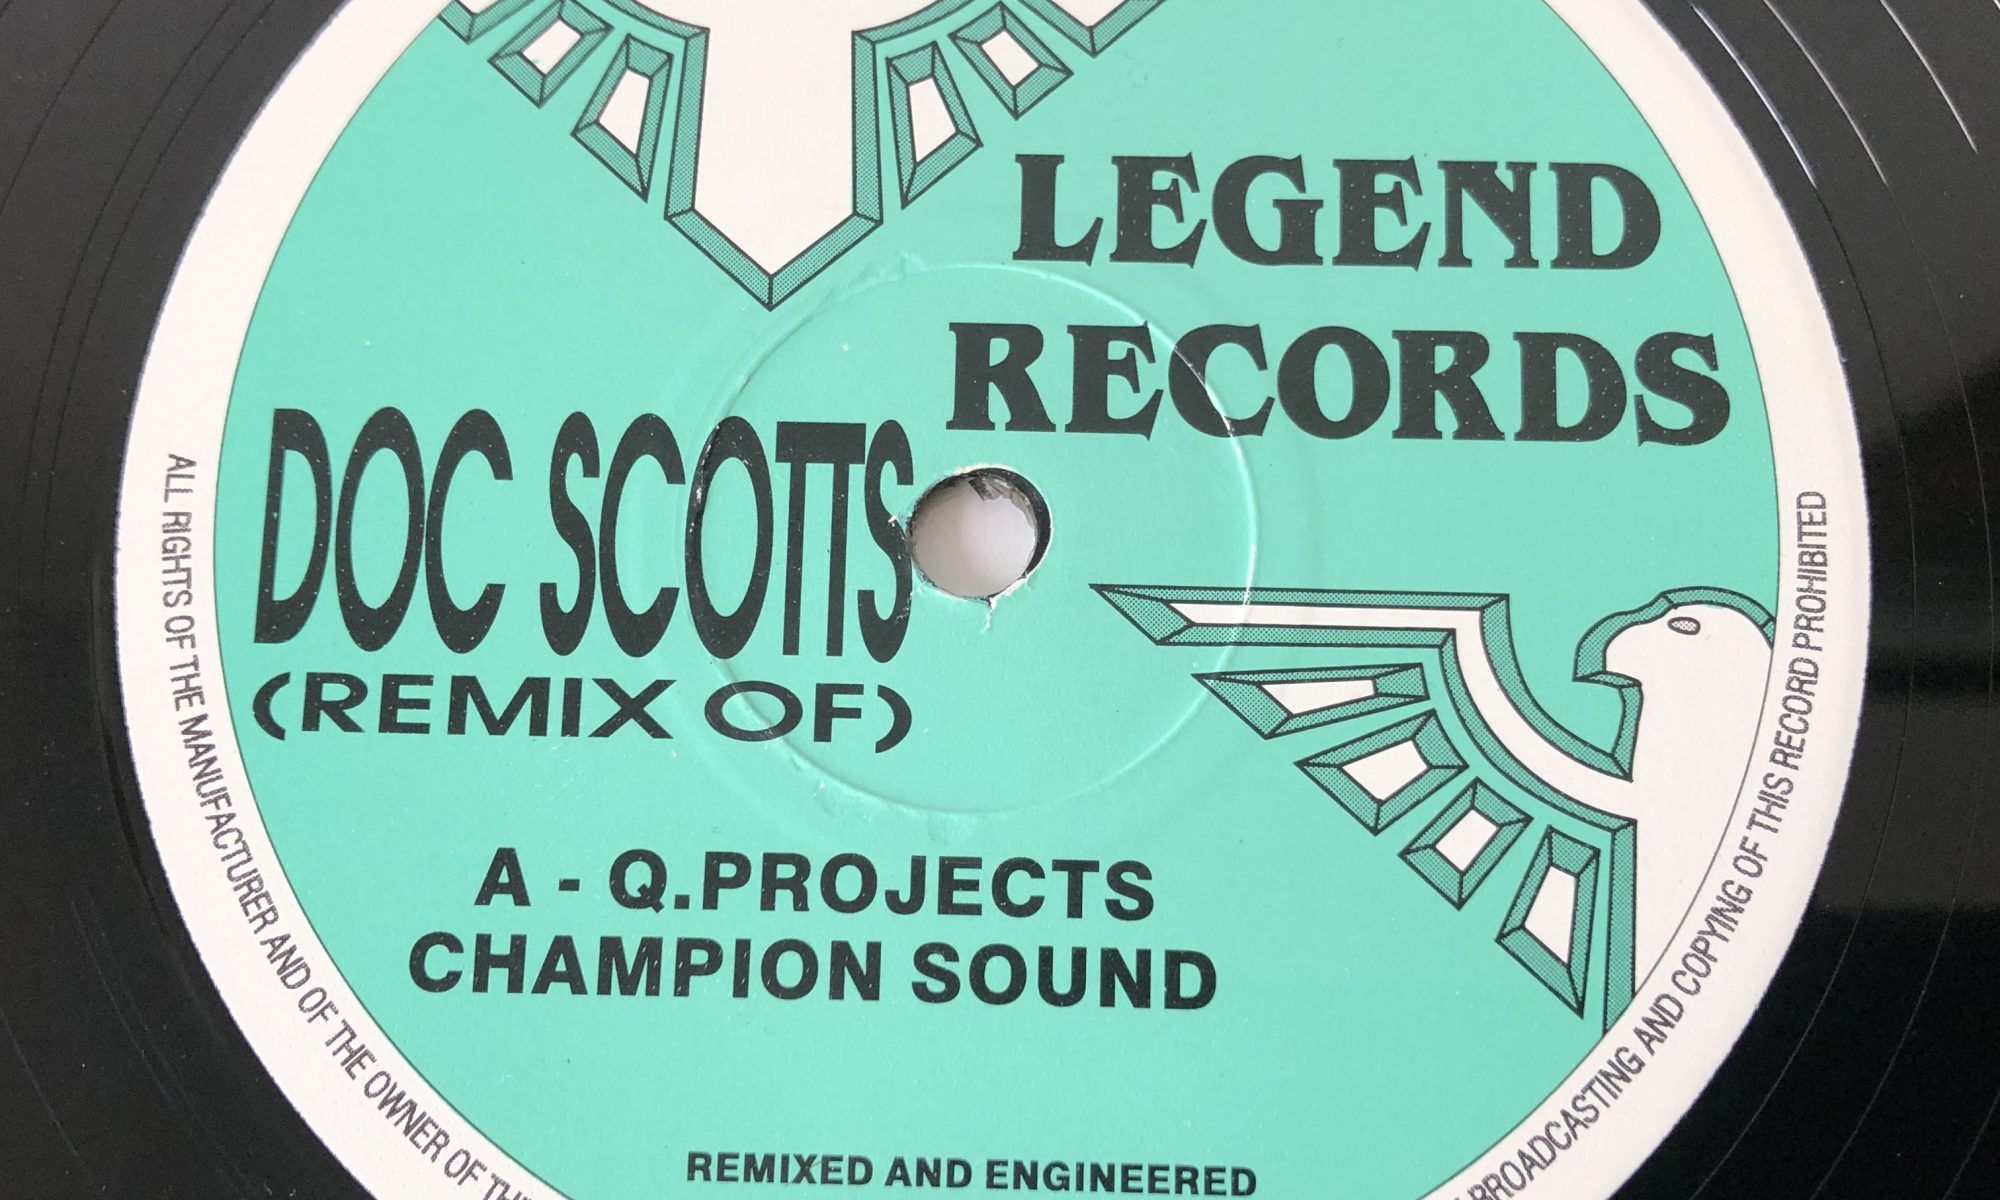 LEGEND
RECORDS
DOC SCOTTS
(REMIX OF)
A - Q.PROJECTS
CHAMPION SOUND
REMIXED AND ENGINEERED
ALL RIGHTS OF THE MANUFACTURER AND OF THE OWNER OF THE
BROADCASTING AND COPYING OF THIS RECORD PROHIBITED